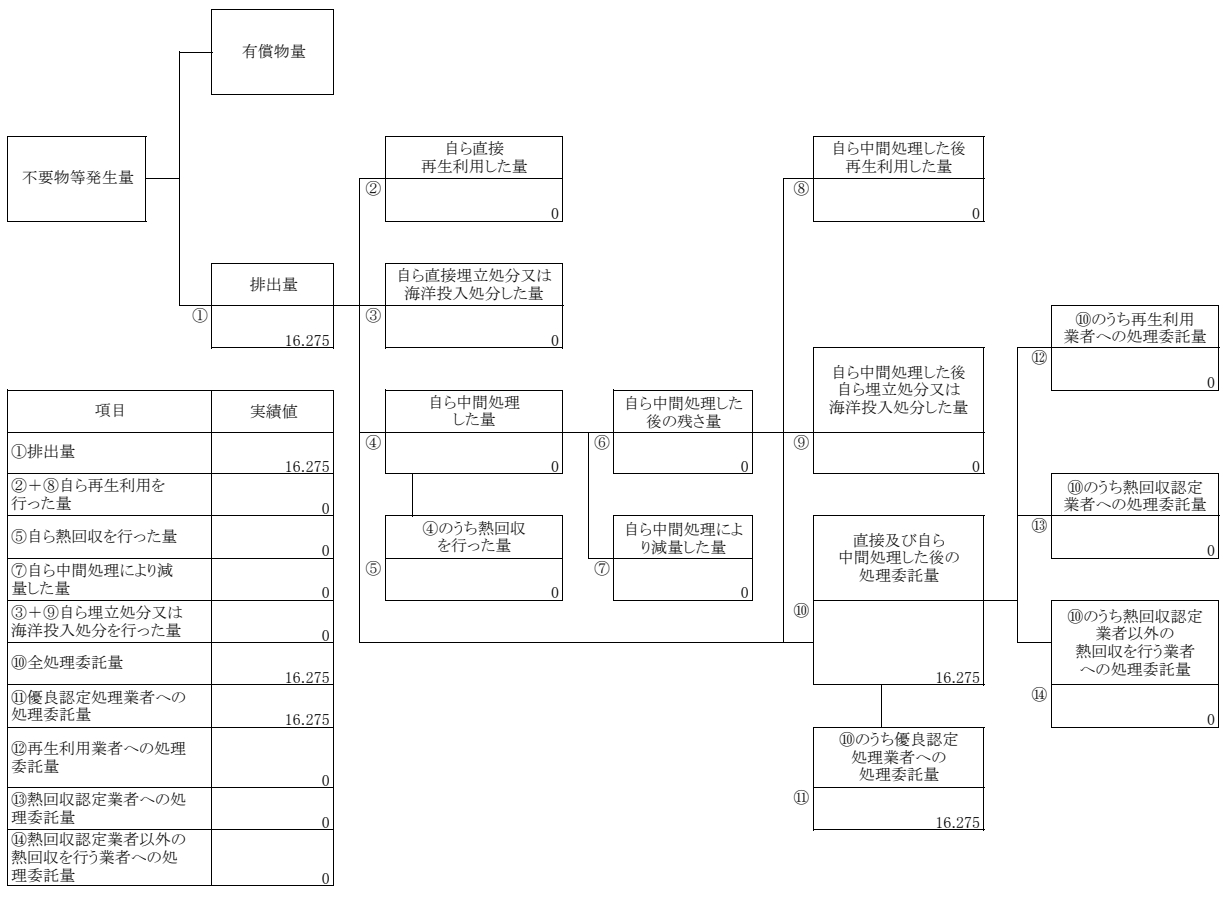 有償物量
不要物等発生量
自ら直接
再生利用した量
②
0
自ら中間処理した後
再生利用した量
⑧
0
排出量
①
16.275
自ら直接埋立処分又は
海洋投入処分した量
③
0
⑩のうち再生利用
業者への処理委託量
⑫
0
自ら中間処理
した量
④
0
自ら中間処理した
後の残さ量
⑥
0
自ら中間処理した後
自ら埋立処分又は
海洋投入処分した量
⑨
0
⑩のうち熱回収認定
業者への処理委託量
⑬
0
④のうち熱回収
を行った量
⑤
0
自ら中間処理によ
り減量した量
⑦
0
直接及び自ら
中間処理した後の
処理委託量
⑩
16.275
⑩のうち熱回収認定
業者以外の
熱回収を行う業者
への処理委託量
⑭
0
⑩のうち優良認定
処理業者への
処理委託量
⑪
16.275
項目 実績値
①排出量
16.275
②＋⑧自ら再生利用を
行った量
0
⑤自ら熱回収を行った量
0
⑦自ら中間処理により減
量した量
0
③＋⑨自ら埋立処分又は
海洋投入処分を行った量
0
⑩全処理委託量
16.275
⑪優良認定処理業者への
処理委託量
16.275
⑫再生利用業者への処理
委託量
0
⑬熱回収認定業者への処
理委託量
0
⑭熱回収認定業者以外の
熱回収を行う業者への処
理委託量
0